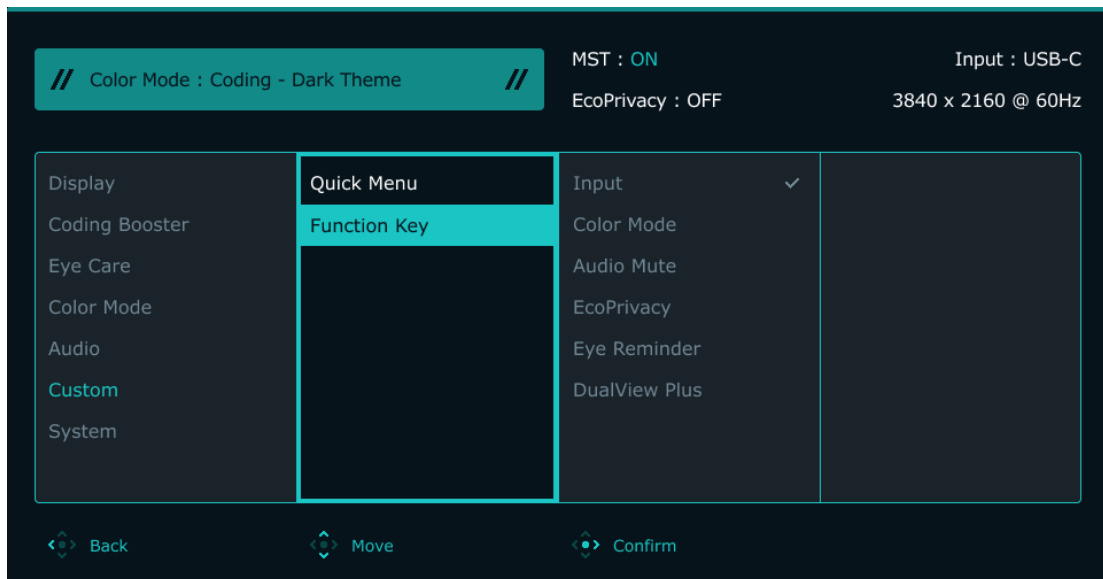 // Color Mode : Coding - Dark Theme //
MST : ON
EcoPrivacy : OFF
Input : USB-C
3840 x 2160 @ 60Hz
Display
Coding Booster
Eye Care
Color Mode
Audio
Custom
System
Quick Menu
Function Key
Input
Color Mode
Audio Mute
EcoPrivacy
Eye Reminder
DualView Plus
Back
Move
Confirm